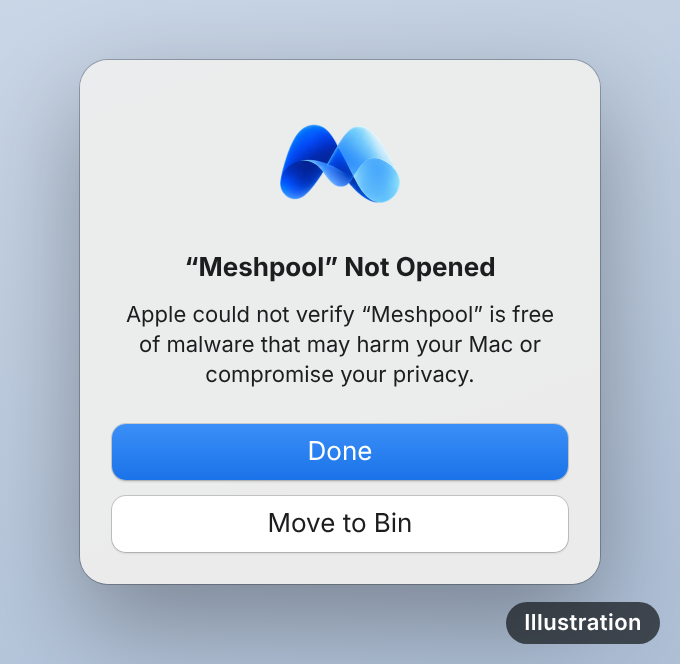 “Meshpool” Not Opened
Apple could not verify “Meshpool” is free
of malware that may harm your Mac or
compromise your privacy.
Done
Move to Bin
Illustration